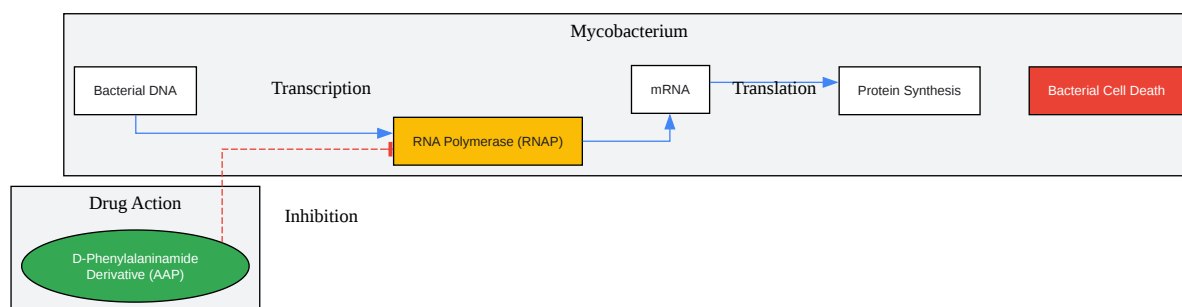 Mycobacterium
Bacterial DNA
Transcription
mRNA
Translation
Protein Synthesis
Bacterial Cell Death
RNA Polymerase (RNAP)
Drug Action
Inhibition
D-Phenylalaninamide
Derivative (AAP)